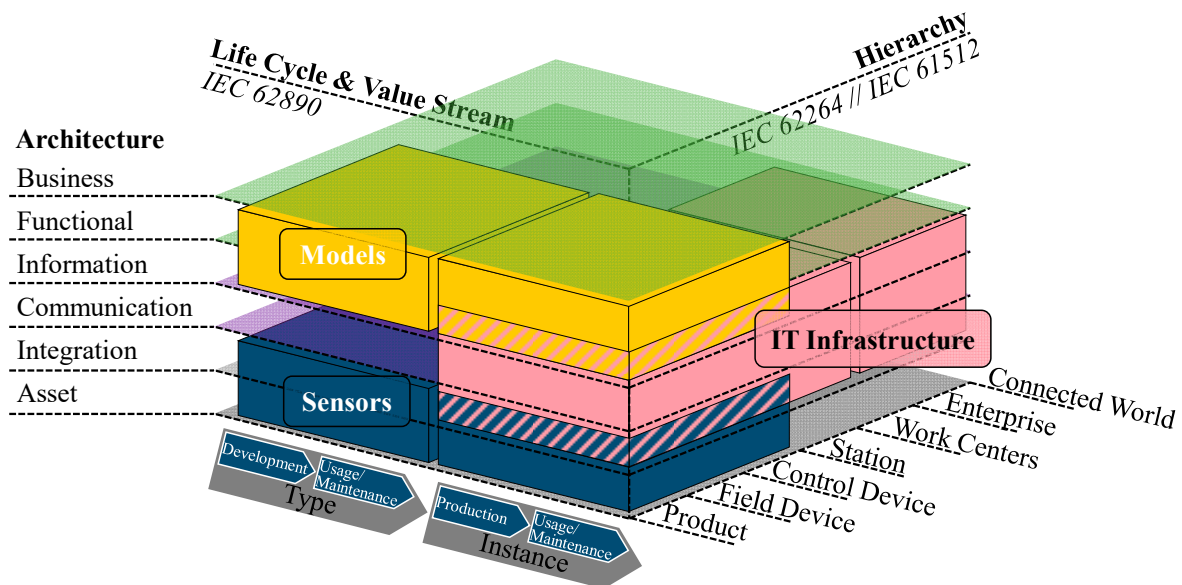 Life Cycle & Value Stream
IEC 62890
Hierarchy
IEC 62264 // IEC 61512
Architecture
Business
Functional
Information
Communication
Integration
Asset
Models
IT Infrastructure
Sensors
Connected World
Enterprise
Work Centers
Station
Control Device
Field Device
Product
Development
Usage/
Maintenance
Type
Production
Usage/
Maintenance
Instance